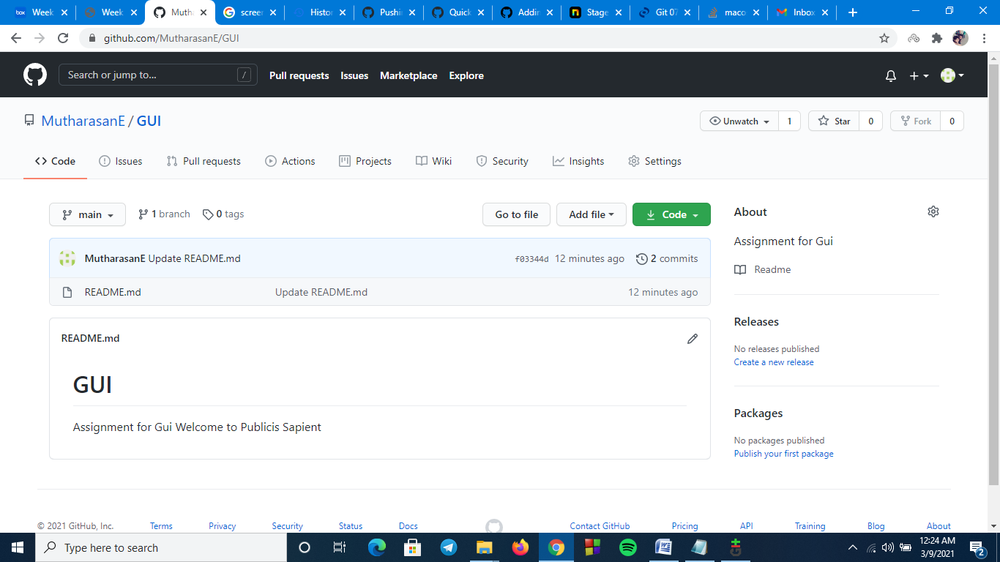 box Week Week Mutha screer Histor Pushi Quick Addin Stage Git 07 maco Inbox
github.com/MutharasanE/GUI
Search or jump to... / Pull requests Issues Marketplace Explore
MutharasanE / GUI Unwatch 1 Star 0 Fork 0
Code Issues Pull requests Actions Projects Wiki Security Insights Settings
main 1 branch 0 tags Go to file Add file Code
MutharasanE Update README.md f03344d 12 minutes ago 2 commits
README.md Update README.md 12 minutes ago
README.md
GUI
Assignment for Gui Welcome to Publicis Sapient
About
Assignment for Gui
Readme
Releases
No releases published
Create a new release
Packages
No packages published
Publish your first package
© 2021 GitHub, Inc. Terms Privacy Security Status Docs Contact GitHub Pricing API Training Blog About
Type here to search
12:24 AM
3/9/2021
2